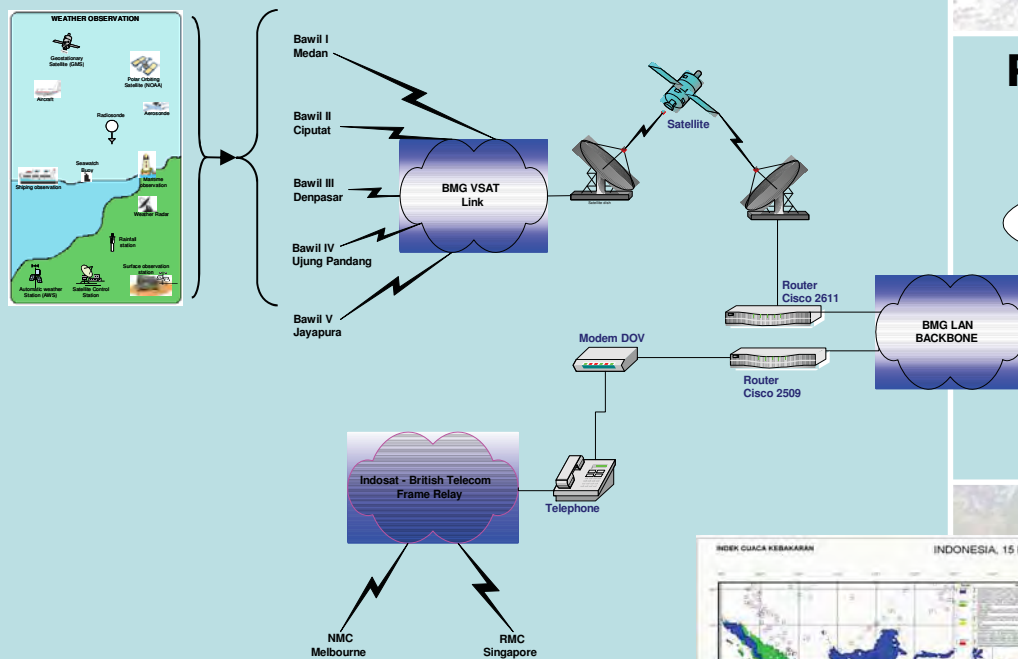 WEATHER OBSERVATION
Geostationary
Satellite (GMS)
Polar Orbiting
Satellite (NOAA)
Aircraft
Aerosonde
Radiosonde
Seawatch
Buoy
Shiping observation
Maritime
observation
Weather Radar
Rainfall
station
Automatic weather
Station (AWS)
Satellite Control
Station
Surface observation
station
Bawil I
Medan
Bawil II
Ciputat
Bawil III
Denpasar
Bawil IV
Ujung Pandang
Bawil V
Jayapura
BMG VSAT
Link
Satellite dish
Satellite
Router
Cisco 2611
BMG LAN
BACKBONE
Modem DOV
Router
Cisco 2509
Indosat - British Telecom
Frame Relay
Telephone
NMC
Melbourne
RMC
Singapore
INDEK CUACA KEBAKARAN
INDONESIA, 15